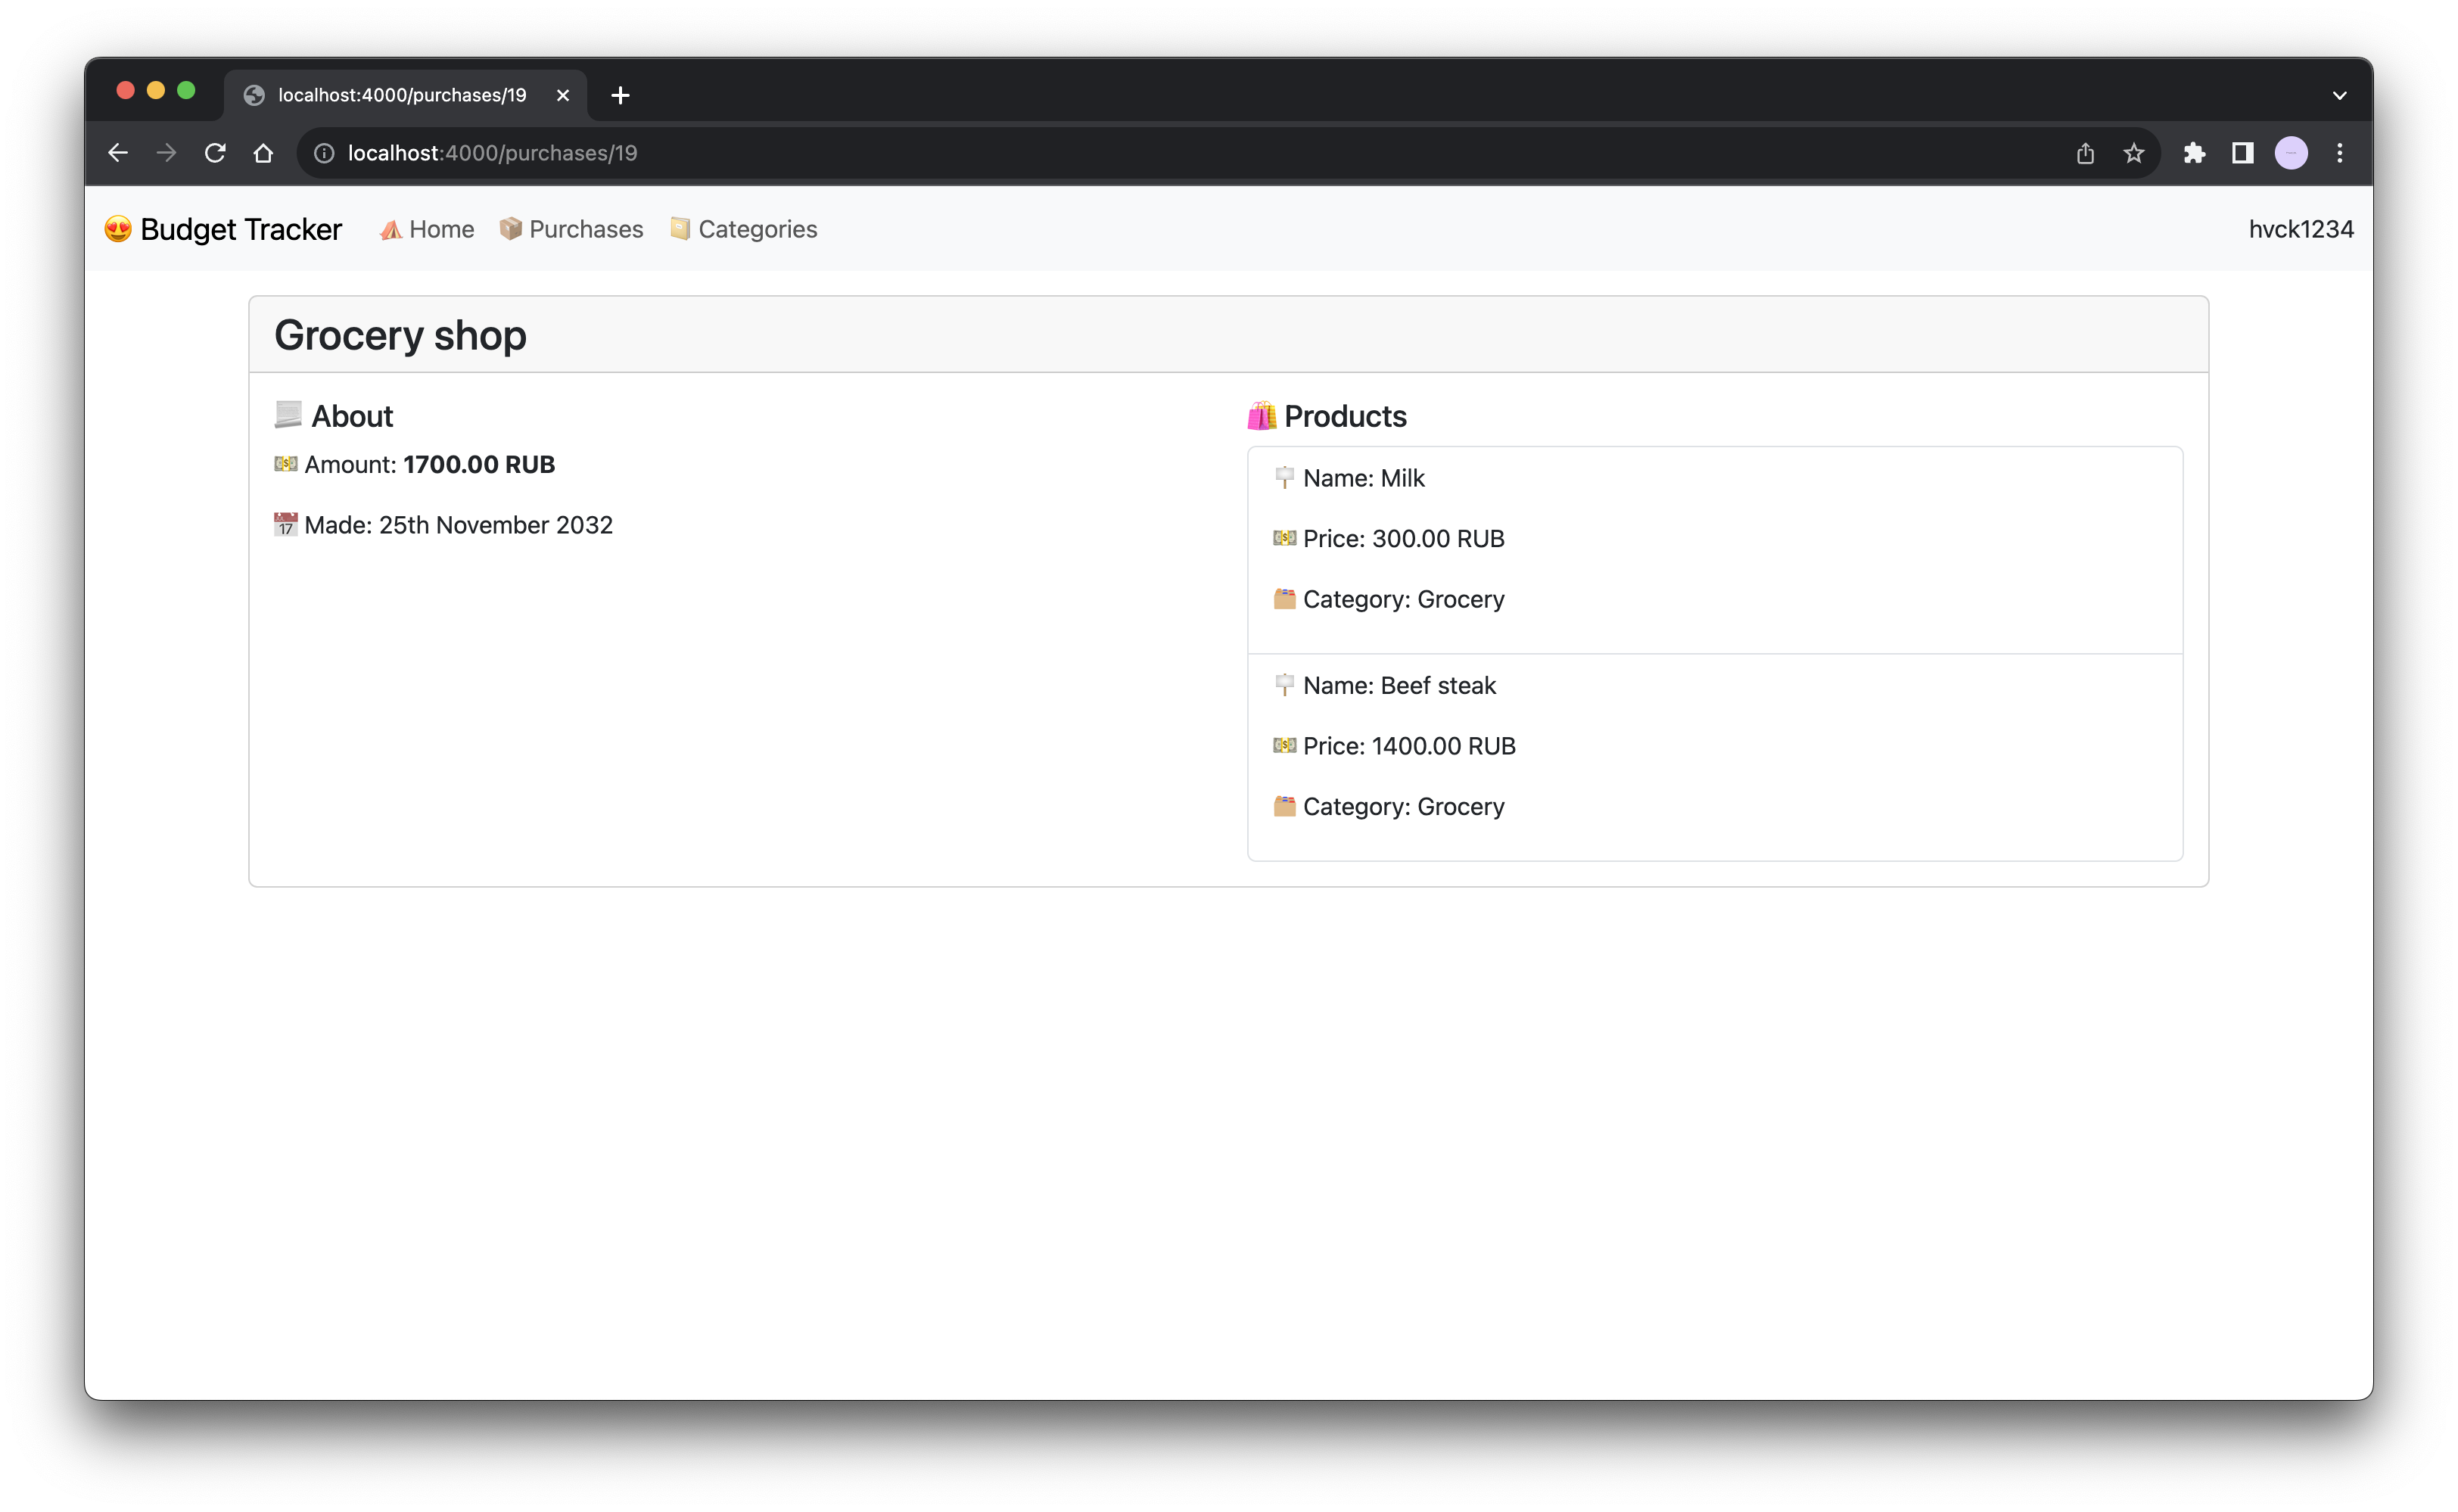 localhost:4000/purchases/19
localhost:4000/purchases/19
😍 Budget Tracker
⛺ Home
📦 Purchases
📒 Categories
hvck1234
Grocery shop
📃 About
💵 Amount: 1700.00 RUB
📅 Made: 25th November 2032
🛍️ Products
🪧 Name: Milk
💵 Price: 300.00 RUB
🗂️ Category: Grocery
🪧 Name: Beef steak
💵 Price: 1400.00 RUB
🗂️ Category: Grocery